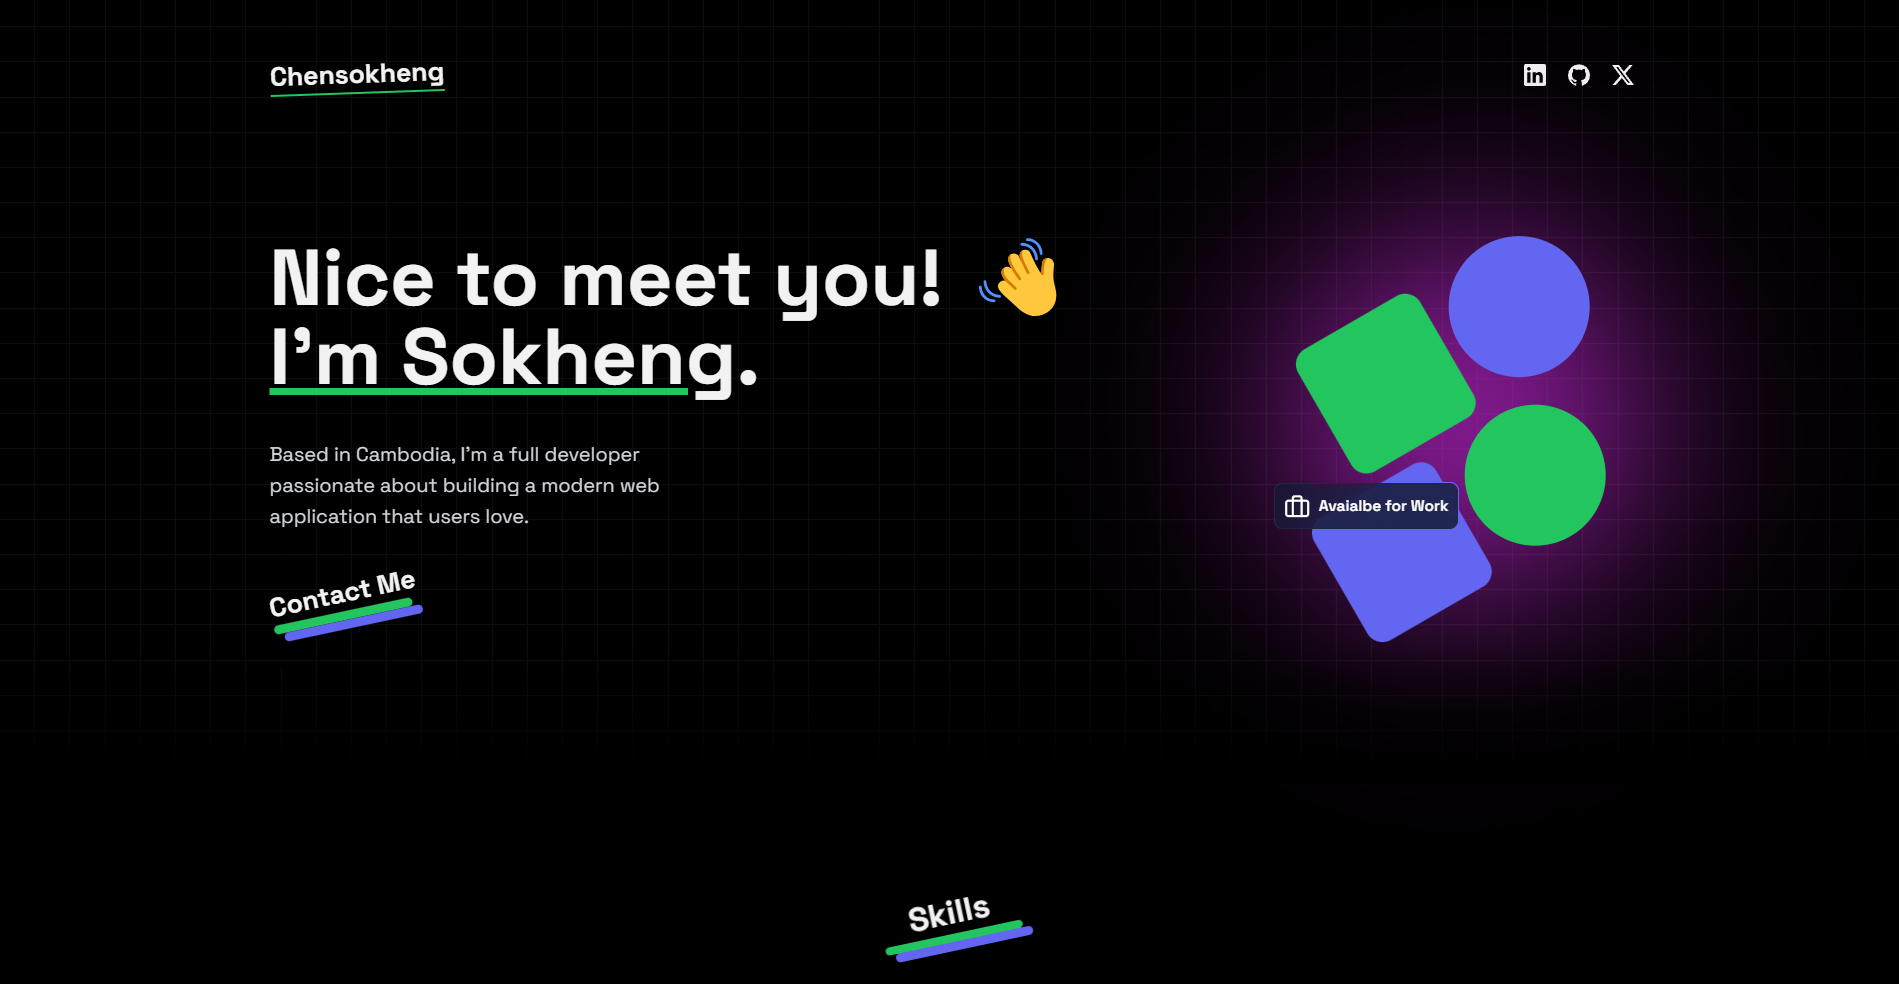 Chensokheng
Nice to meet you!
I'm Sokheng.
Based in Cambodia, I'm a full developer
passionate about building a modern web
application that users love.
Avaialbe for Work
Contact Me
Skills